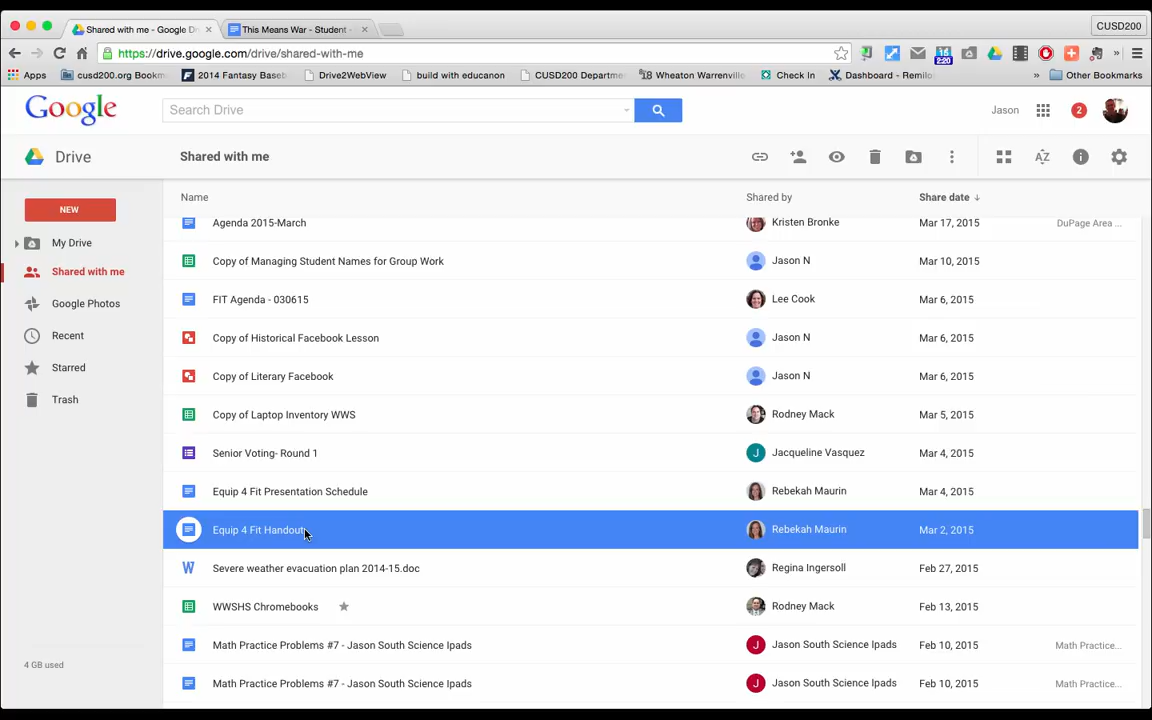 Shared with me - Google Dr
This Means War - Student -
CUSD200
https://drive.google.com/drive/shared-with-me
15
2:20
Apps
cusd200.org Bookm
2014 Fantasy Baseb
Drive2WebView
build with educanon
CUSD200 Departme
Wheaton Warrenville
Check In
Dashboard - Remilo
»
Other Bookmarks
Google
Search Drive
Jason
2
Drive
Shared with me
NEW
My Drive
Shared with me
Google Photos
Recent
Starred
Trash
4 GB used
Name Shared by Share date ↓
Agenda 2015-March Kristen Bronke Mar 17, 2015 DuPage Area ...
Copy of Managing Student Names for Group Work Jason N Mar 10, 2015
FIT Agenda - 030615 Lee Cook Mar 6, 2015
Copy of Historical Facebook Lesson Jason N Mar 6, 2015
Copy of Literary Facebook Jason N Mar 6, 2015
Copy of Laptop Inventory WWS Rodney Mack Mar 5, 2015
Senior Voting- Round 1 J Jacqueline Vasquez Mar 4, 2015
Equip 4 Fit Presentation Schedule Rebekah Maurin Mar 4, 2015
Equip 4 Fit Handout Rebekah Maurin Mar 2, 2015
W Severe weather evacuation plan 2014-15.doc Regina Ingersoll Feb 27, 2015
WWSHS Chromebooks Rodney Mack Feb 13, 2015
Math Practice Problems #7 - Jason South Science Ipads J Jason South Science Ipads Feb 10, 2015 Math Practice...
Math Practice Problems #7 - Jason South Science Ipads J Jason South Science Ipads Feb 10, 2015 Math Practice...